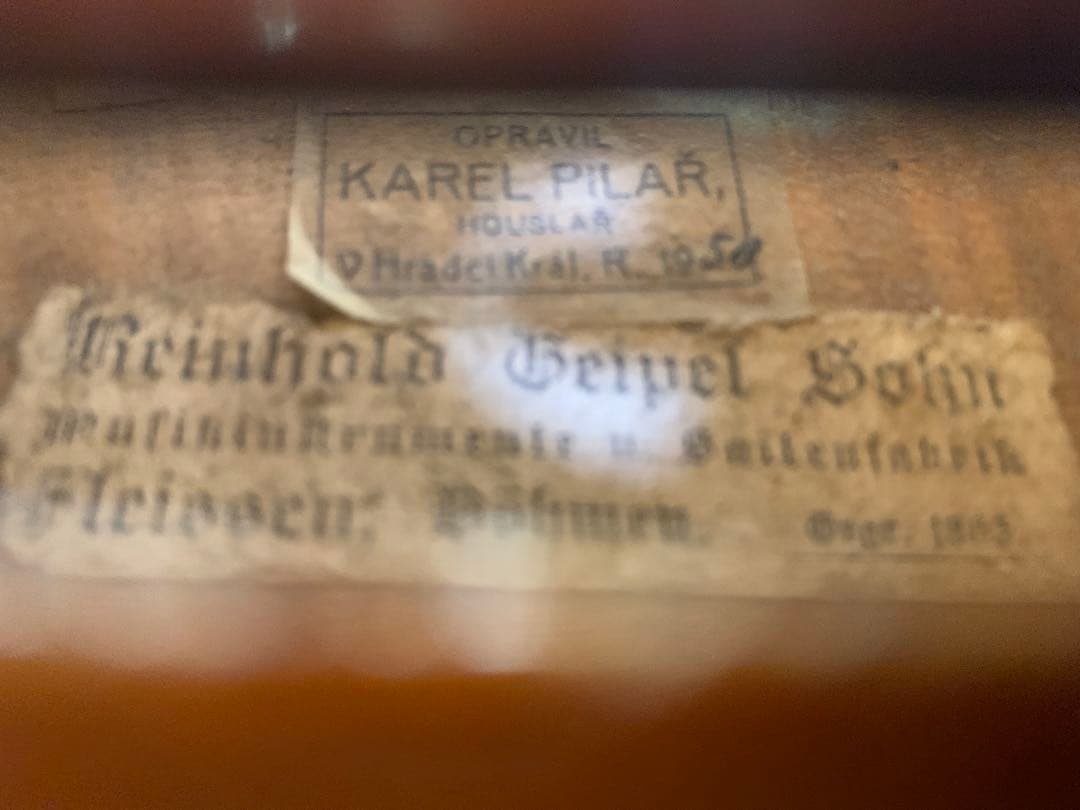 OPRAVIL
KAREL PILAŘ,
HOUSLAŘ
v Hradci Král. R. 1950
Reinhold Geipel Sohn
Musikinstrumente u. Saitenfabrik
Fleissen, Böhmen. Gegr. 1865